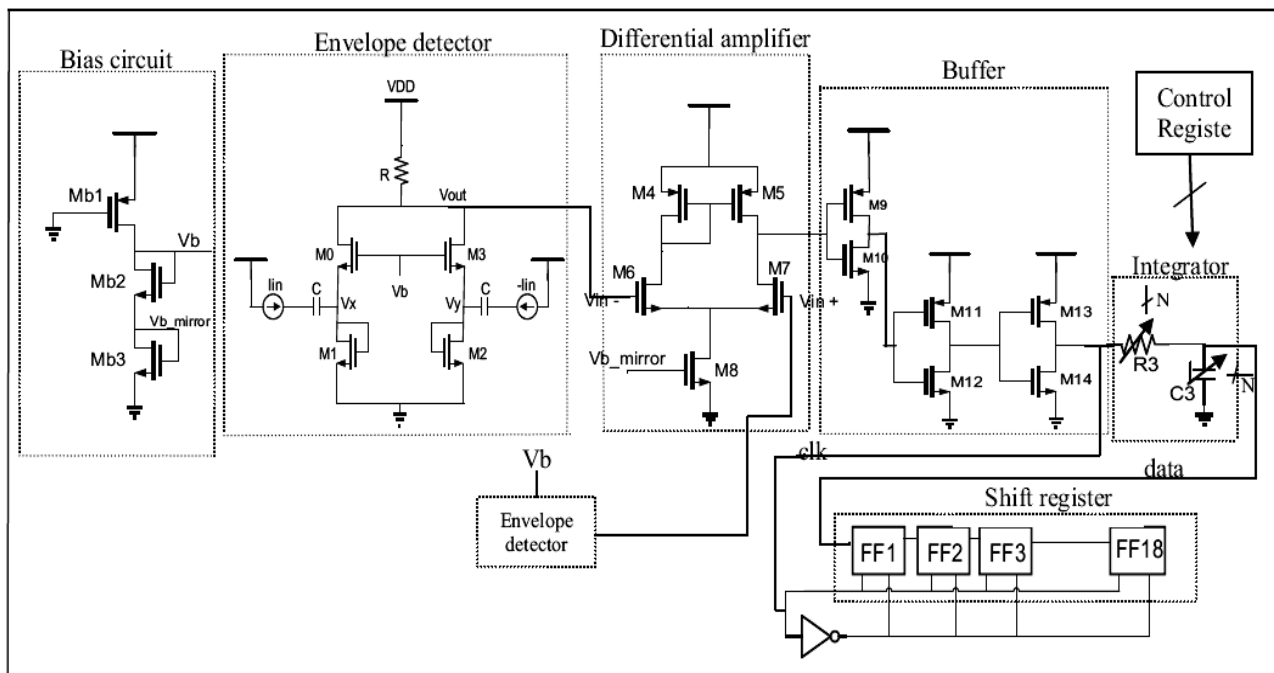 Bias circuit
Mb1
Vb
Mb2
Vb_mirror
Mb3
Envelope detector
VDD
R
Vout
M0
M3
Vb
Iin
C
Vx
Vy
C
-Iin
M1
M2
Differential amplifier
M4
M5
M6
M7
Vin -
Vin +
Vb_mirror
M8
Buffer
M9
M10
M11
M12
M13
M14
Control
Registe
Integrator
N
R3
C3
N
Vb
Envelope
detector
clk
data
Shift register
FF1
FF2
FF3
FF18